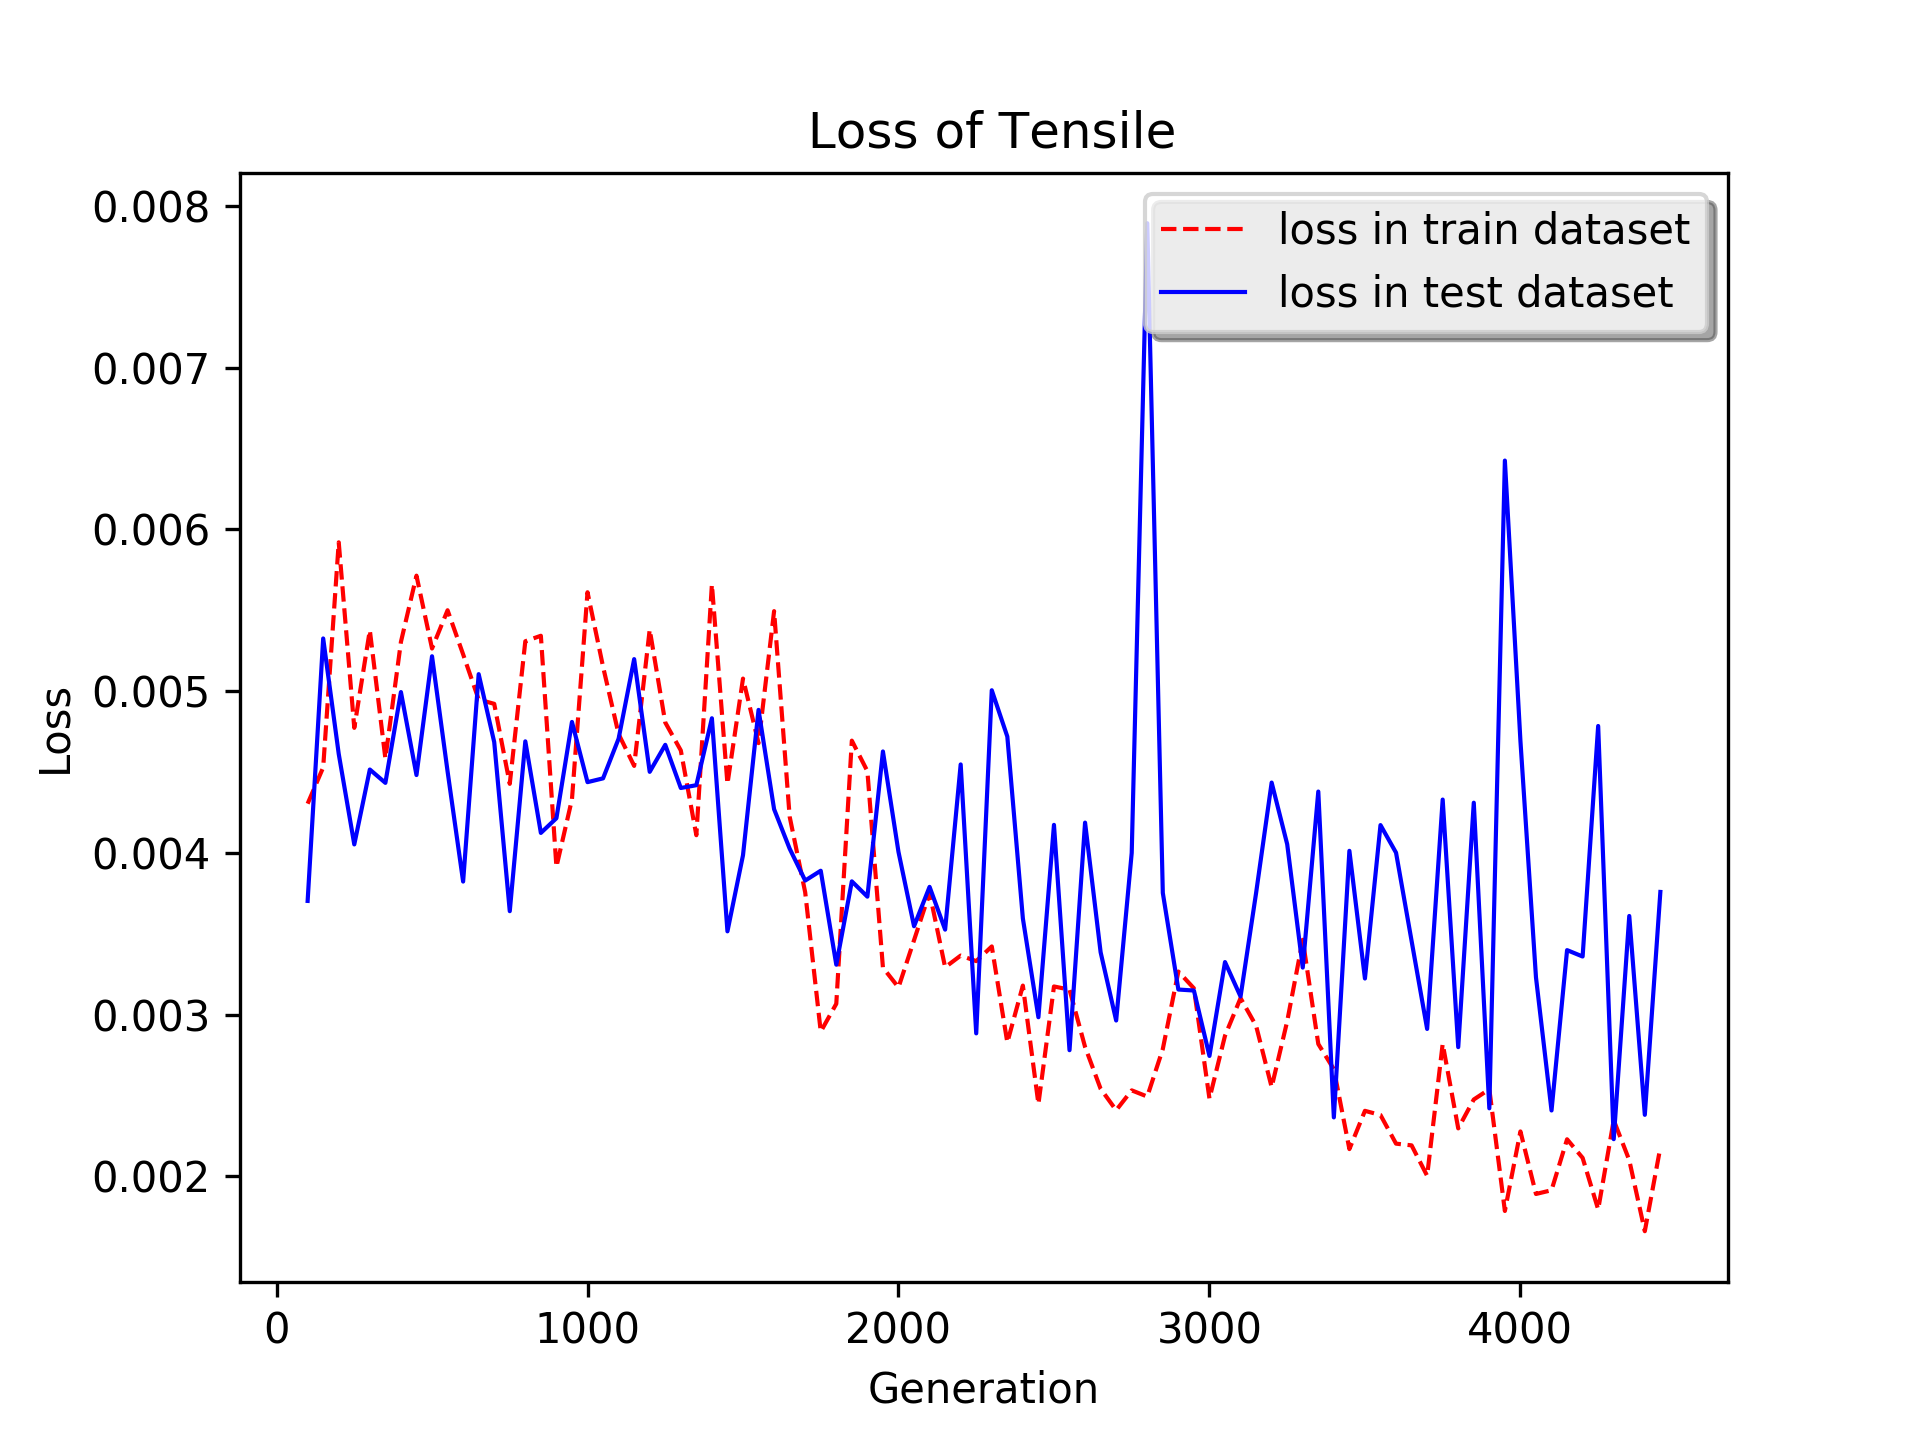 Loss of Tensile
0.008
0.007
0.006
0.005
0.004
0.003
0.002
Loss
loss in train dataset
loss in test dataset
0 1000 2000 3000 4000
Generation